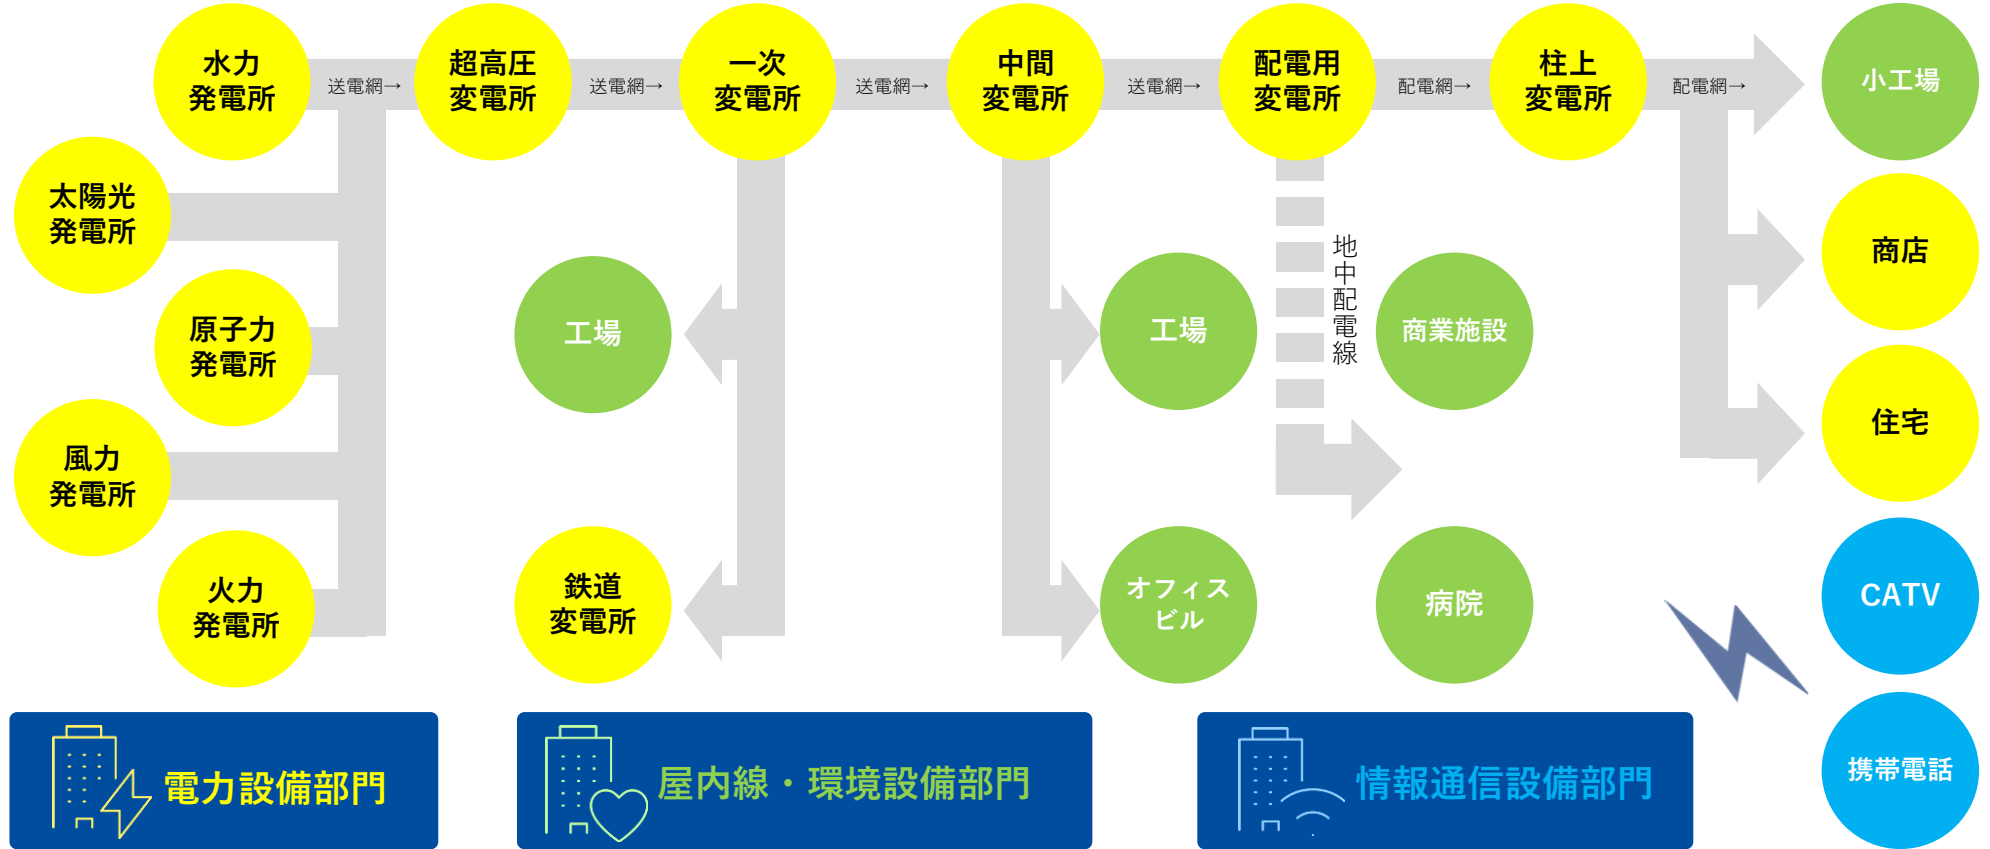 水力
発電所
送電網→
超高圧
変電所
送電網→
一次
変電所
送電網→
中間
変電所
送電網→
配電用
変電所
配電網→
柱上
変電所
配電網→
小工場
太陽光
発電所
商店
原子力
発電所
工場
工場
地中配電線
商業施設
住宅
風力
発電所
火力
発電所
鉄道
変電所
オフィス
ビル
病院
CATV
携帯電話
電力設備部門
屋内線・環境設備部門
情報通信設備部門